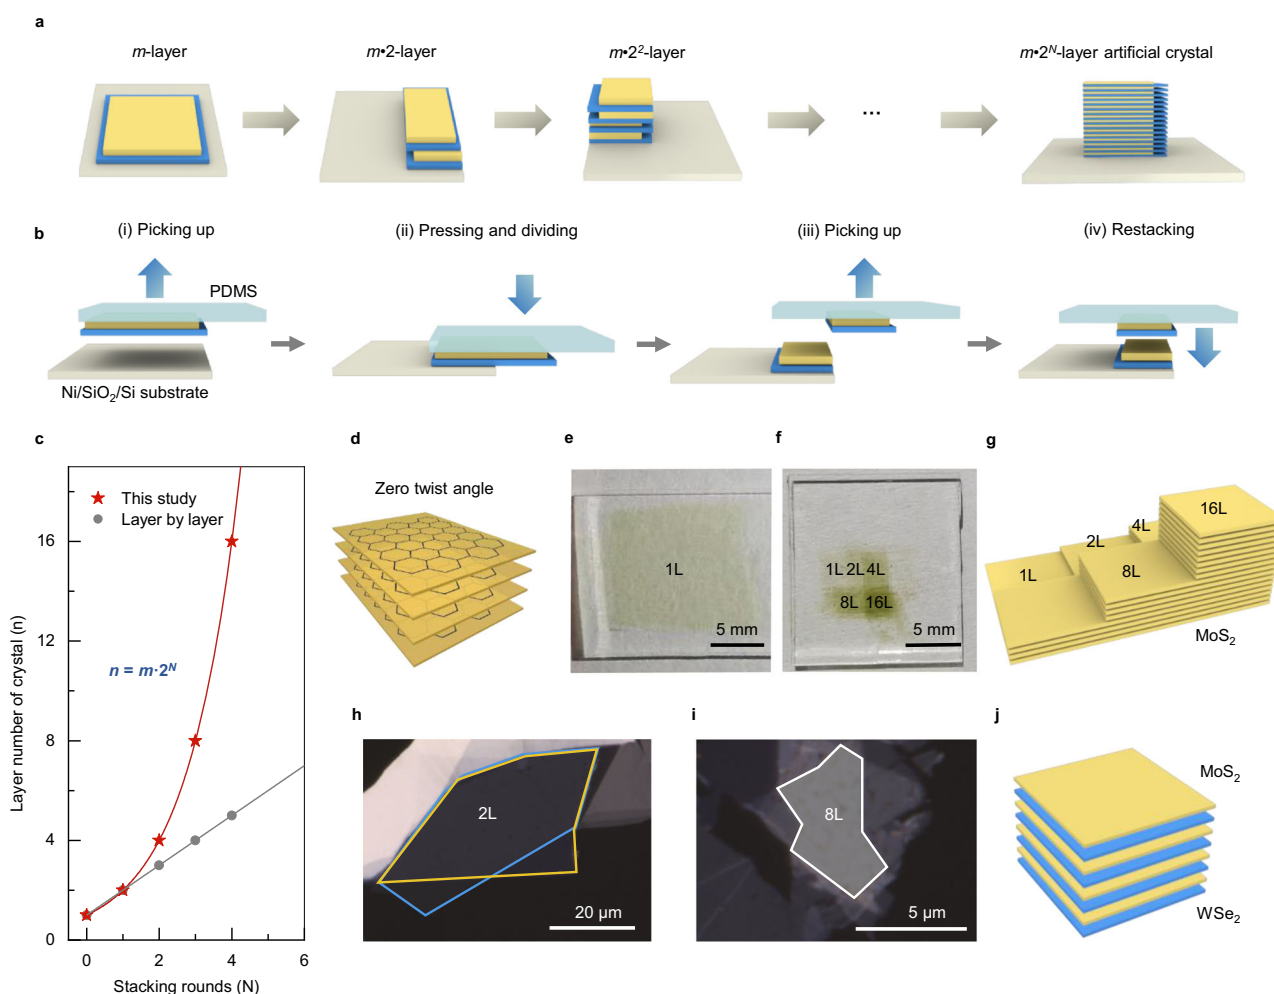 a
m-layer
m•2-layer
m•2²-layer
...
m•2ᴺ-layer artificial crystal
b
(i) Picking up
(ii) Pressing and dividing
(iii) Picking up
(iv) Restacking
PDMS
Ni/SiO₂/Si substrate
c
Layer number of crystal (n)
16
12
8
4
0
This study
Layer by layer
n = m·2ᴺ
0 2 4 6
Stacking rounds (N)
d
Zero twist angle
e
1L
5 mm
f
1L 2L 4L
8L 16L
5 mm
g
1L
2L
4L
8L
16L
MoS₂
h
2L
20 µm
i
8L
5 µm
j
MoS₂
WSe₂